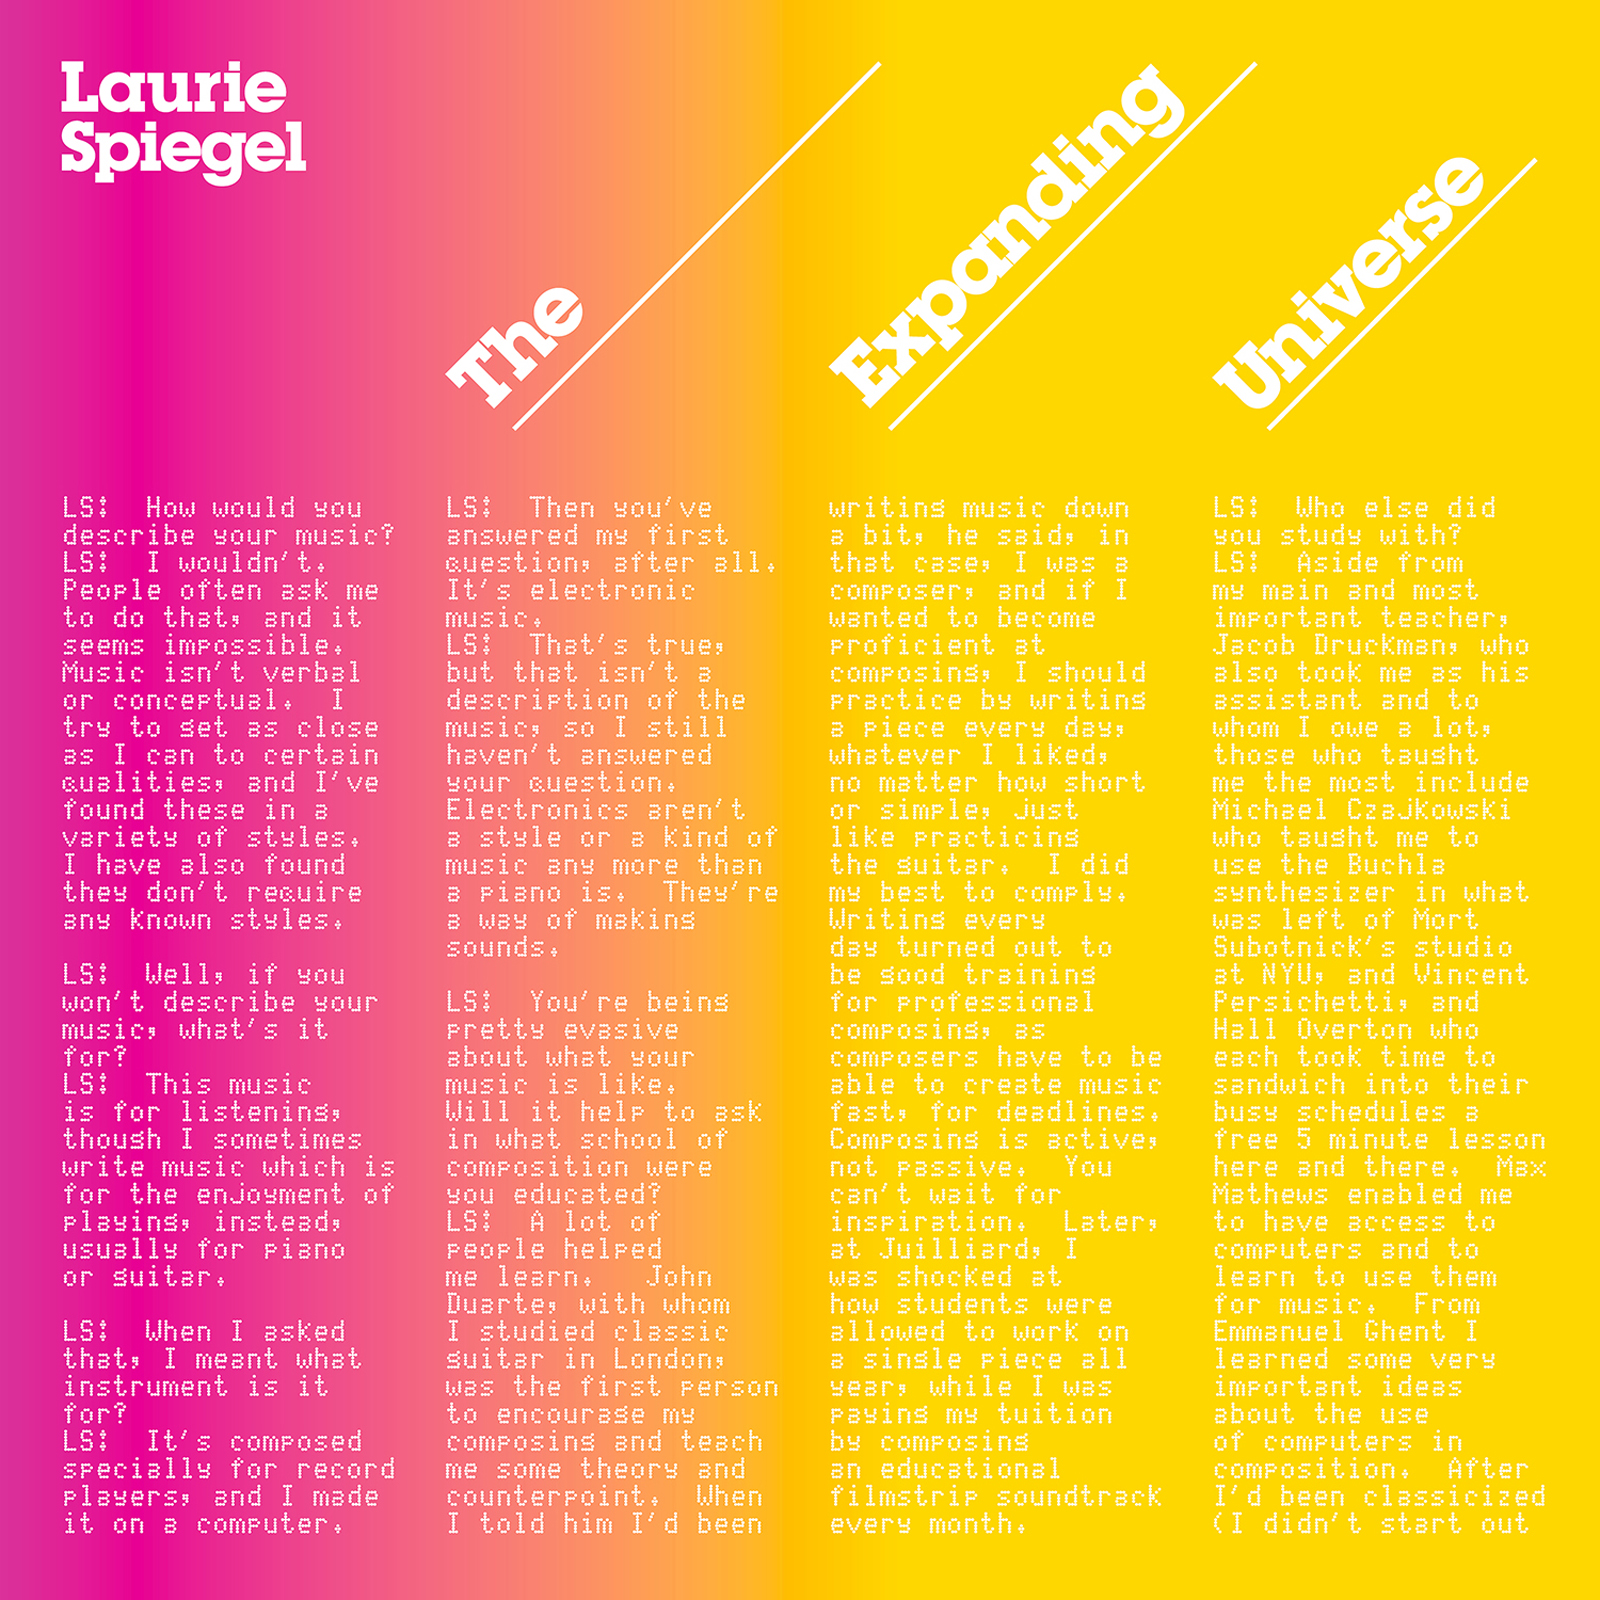 Laurie
Spiegel
The
Expanding
Universe
LS:  How would you
describe your music?
LS:  I wouldn't.
People often ask me
to do that, and it
seems impossible.
Music isn't verbal
or conceptual.  I
try to get as close
as I can to certain
qualities, and I've
found these in a
variety of styles.
I have also found
they don't require
any known styles.

LS:  Well, if you
won't describe your
music, what's it
for?
LS:  This music
is for listening,
though I sometimes
write music which is
for the enjoyment of
playing, instead,
usually for piano
or guitar.

LS:  When I asked
that, I meant what
instrument is it
for?
LS:  It's composed
specially for record
players, and I made
it on a computer.
LS:  Then you've
answered my first
question, after all.
It's electronic
music.
LS:  That's true,
but that isn't a
description of the
music, so I still
haven't answered
your question.
Electronics aren't
a style or a kind of
music any more than
a piano is.  They're
a way of making
sounds.

LS:  You're being
pretty evasive
about what your
music is like.
Will it help to ask
in what school of
composition were
you educated?
LS:  A lot of
people helped
me learn.   John
Duarte, with whom
I studied classic
guitar in London,
was the first person
to encourage my
composing and teach
me some theory and
counterpoint.  When
I told him I'd been
writing music down
a bit, he said, in
that case, I was a
composer, and if I
wanted to become
proficient at
composing, I should
practice by writing
a piece every day,
whatever I liked,
no matter how short
or simple, just
like practicing
the guitar.  I did
my best to comply.
Writing every
day turned out to
be good training
for professional
composing, as
composers have to be
able to create music
fast, for deadlines.
Composing is active,
not passive.  You
can't wait for
inspiration.  Later,
at Juilliard, I
was shocked at
how students were
allowed to work on
a single piece all
year, while I was
paying my tuition
by composing
an educational
filmstrip soundtrack
every month.
LS:  Who else did
you study with?
LS:  Aside from
my main and most
important teacher,
Jacob Druckman, who
also took me as his
assistant and to
whom I owe a lot,
those who taught
me the most include
Michael Czajkowski
who taught me to
use the Buchla
synthesizer in what
was left of Mort
Subotnick's studio
at NYU, and Vincent
Persichetti, and
Hall Overton who
each took time to
sandwich into their
busy schedules a
free 5 minute lesson
here and there.  Max
Mathews enabled me
to have access to
computers and to
learn to use them
for music.  From
Emmanuel Ghent I
learned some very
important ideas
about the use
of computers in
composition.  After
I'd been classicized
(I didn't start out